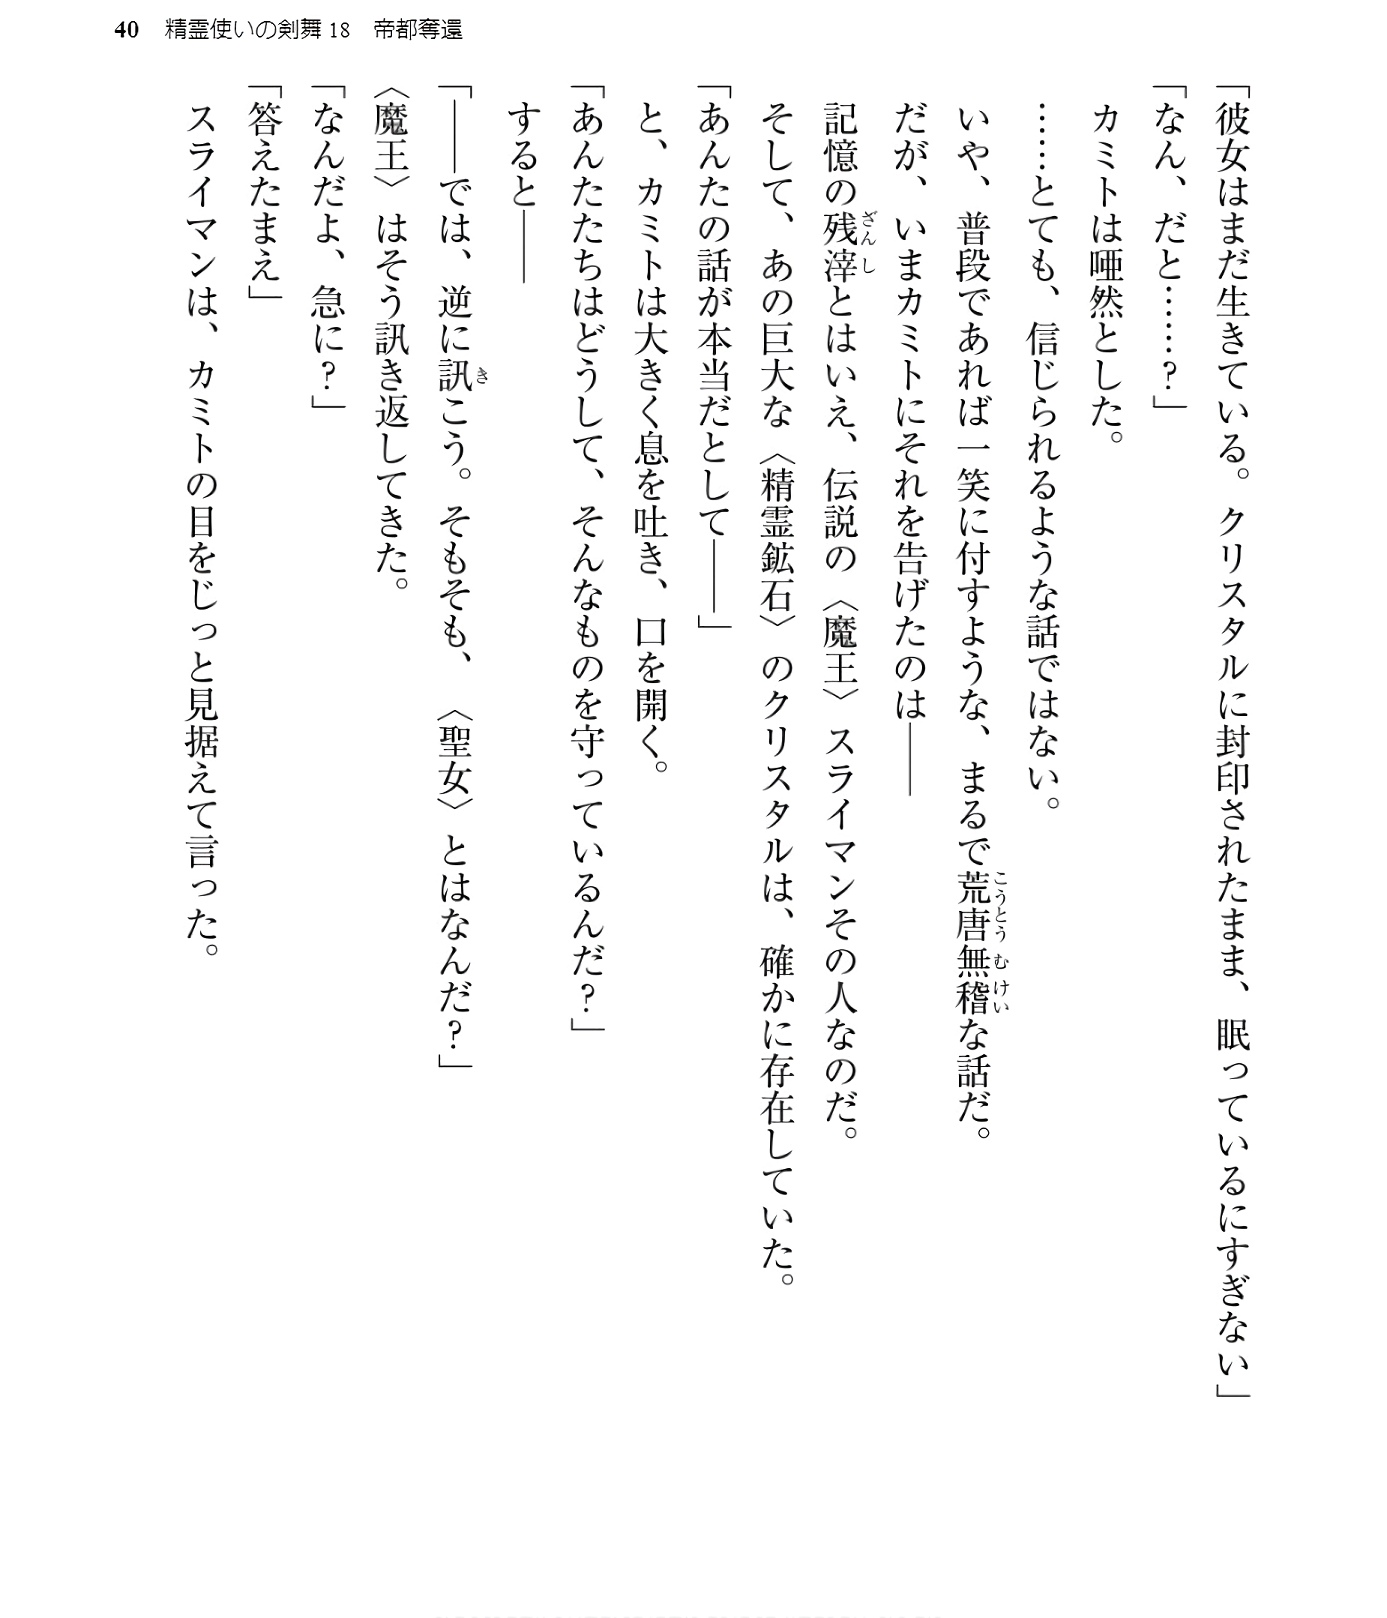 40 精霊使いの剣舞18 帝都奪還
「彼女はまだ生きている。クリスタルに封印されたまま、眠っているにすぎない」
「なん、だと……？」
カミトは唖然とした。
……とても、信じられるような話ではない。
いや、普段であれば一笑に付すような、まるで荒唐無稽な話だ。
こうとうむけい
だが、いまカミトにそれを告げたのは――
記憶の残滓とはいえ、伝説の〈魔王〉スライマンその人なのだ。
ざんし
そして、あの巨大な〈精霊鉱石〉のクリスタルは、確かに存在していた。
「あんたの話が本当だとして――」
と、カミトは大きく息を吐き、口を開く。
「あんたたちはどうして、そんなものを守っているんだ？」
すると――
「――では、逆に訊こう。そもそも、〈聖女〉とはなんだ？」
き
〈魔王〉はそう訊き返してきた。
「なんだよ、急に？」
「答えたまえ」
スライマンは、カミトの目をじっと見据えて言った。